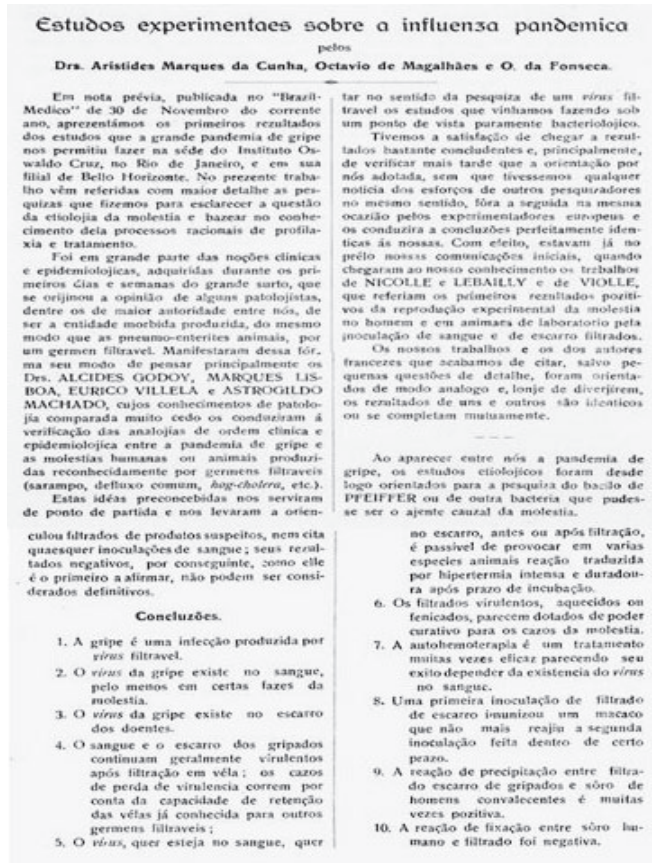 Estudos experimentaes sobre a influenza pandemica
pelos
Drs. Aristides Marques da Cunha, Octavio de Magalhães e O. da Fonseca.
Em nota prévia, publicada no "Brazil-
Medico" de 30 de Novembro do corrente
ano, aprezentámos os primeiros rezultados
dos estudos que a grande pandemia de gripe
nos permitiu fazer na séde do Instituto Os-
waldo Cruz, no Rio de Janeiro, e em sua
filial de Bello Horizonte. No prezente traba-
lho vêm referidas com maior detalhe as pes-
quizas que fizemos para esclarecer a questão
da etiolojia da molestia e bazear no conhe-
cimento dela processos racionais de profila-
xia e tratamento.
Foi em grande parte das noções clinicas
e epidemiolojicas, adquiridas durante os pri-
meiros dias e semanas do grande surto, que
se orijinou a opinião de alguns patolojistas,
dentre os de maior autoridade entre nós, de
ser a entidade morbida produzida, do mesmo
modo que as pneumo-enterites animais, por
um germen filtravel. Manifestaram dessa fór.
ma seu modo de pensar principalmente os
Drs. ALCIDES GODOY, MARQUES LIS-
BOA, EURICO VILLELA e ASTROGILDO
MACHADO, cujos conhecimentos de patolo-
jia comparada muito cedo os conduziram á
verificação das analojias de ordem clinica e
epidemiolojica entre a pandemia de gripe e
as molestias humanas ou animais produzi-
das reconhecidamente por germens filtraveis
(sarampo, defluxo comum, hog-cholera, etc.).
Estas idéas preconcebidas nos serviram
de ponto de partida e nos levaram a orien-
tar no sentido da pesquiza de um virus fil-
travel os estudos que vinhamos fazendo sob
um ponto de vista puramente bacteriolojico.
Tivemos a satisfação de chegar a rezul-
tados bastante concludentes e, principalmente,
de verificar mais tarde que a orientação por
nós adotada, sem que tivessemos qualquer
noticia dos esforços de outros pesquizadores
no mesmo sentido, fôra a seguida na mesma
ocazião pelos experimentadores europeus e
os conduzira a concluzões perfeitamente iden-
ticas ás nossas. Com efeito, estavam já no
prélo nossas comunicações iniciais, quando
chegaram ao nosso conhecimento os trabalhos
de NICOLLE e LEBAILLY e de VIOLLE,
que referiam os primeiros rezultados poziti-
vos da reprodução experimental da molestia
no homem e em animaes de laboratorio pela
inoculação de sangue e de escarro filtrados.
Os nossos trabalhos e os dos autores
francezes que acabamos de citar, salvo pe-
quenas questões de detalhe, foram orienta-
dos de modo analogo e, lonje de diverjirem,
os rezultados de uns e outros são identicos
ou se completam mutuamente.
Ao aparecer entre nós a pandemia de
gripe, os estudos etiolojicos foram desde
logo orientados para a pesquiza do bacilo de
PFEIFFER ou de outra bacteria que pudes-
se ser o ajente cauzal da molestia.
culou filtrados de produtos suspeitos, nem cita
quaesquer inoculações de sangue; seus rezul-
tados negativos, por conseguinte, como elle
é o primeiro a afirmar, não podem ser consi-
derados definitivos.
Concluzões.
1. A gripe é uma infecção produzida por
virus filtravel.
2. O virus da gripe existe no sangue,
pelo menos em certas fazes da
molestia.
3. O virus da gripe existe no escarro
dos doentes.
4. O sangue e o escarro dos gripados
continuam geralmente virulentos
após filtração em véla; os cazos
de perda de virulencia correm por
conta da capacidade de retenção
das vélas já conhecida para outros
germens filtraveis;
5. O virus, quer esteja no sangue, quer
no escarro, antes ou após filtração,
é passivel de provocar em varias
especies animais reação traduzida
por hipertermia intensa e duradou-
ra após prazo de incubação.
6. Os filtrados virulentos, aquecidos ou
fenicados, parecem dotados de poder
curativo para os cazos da molestia.
7. A autohemoterapia é um tratamento
muitas vezes eficaz parecendo seu
exito depender da existencia do virus
no sangue.
8. Uma primeira inoculação de filtrado
de escarro imunizou um macaco
que não mais reajiu a segunda
inoculação feita dentro de certo
prazo.
9. A reação de precipitação entre filtra-
do escarro de gripados e sôro de
homens convalecentes é muitas
vezes pozitiva.
10. A reação de fixação entre sôro hu-
mano e filtrado foi negativa.